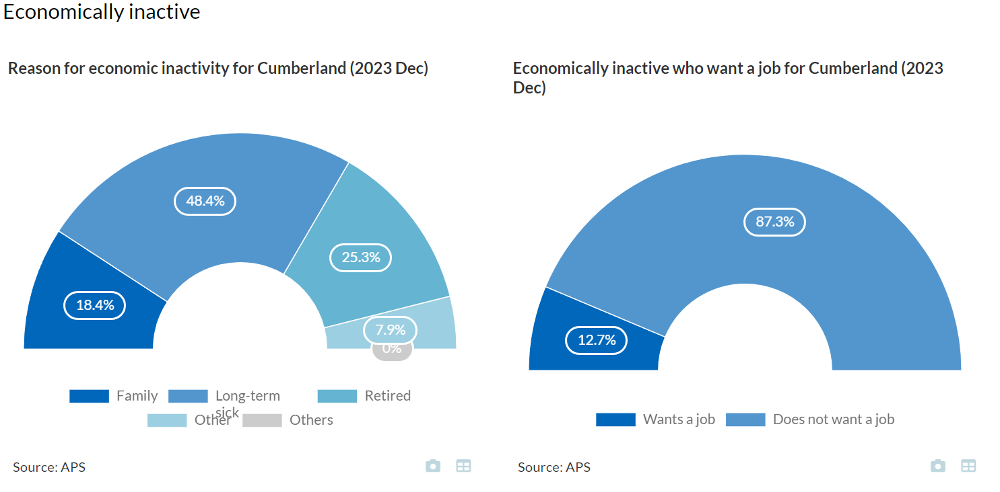 Economically inactive
Reason for economic inactivity for Cumberland (2023 Dec)
48.4%
25.3%
18.4%
7.9%
0%
Family
Long-term
sick
Retired
Other
Others
Source: APS
Economically inactive who want a job for Cumberland (2023
Dec)
87.3%
12.7%
Wants a job
Does not want a job
Source: APS